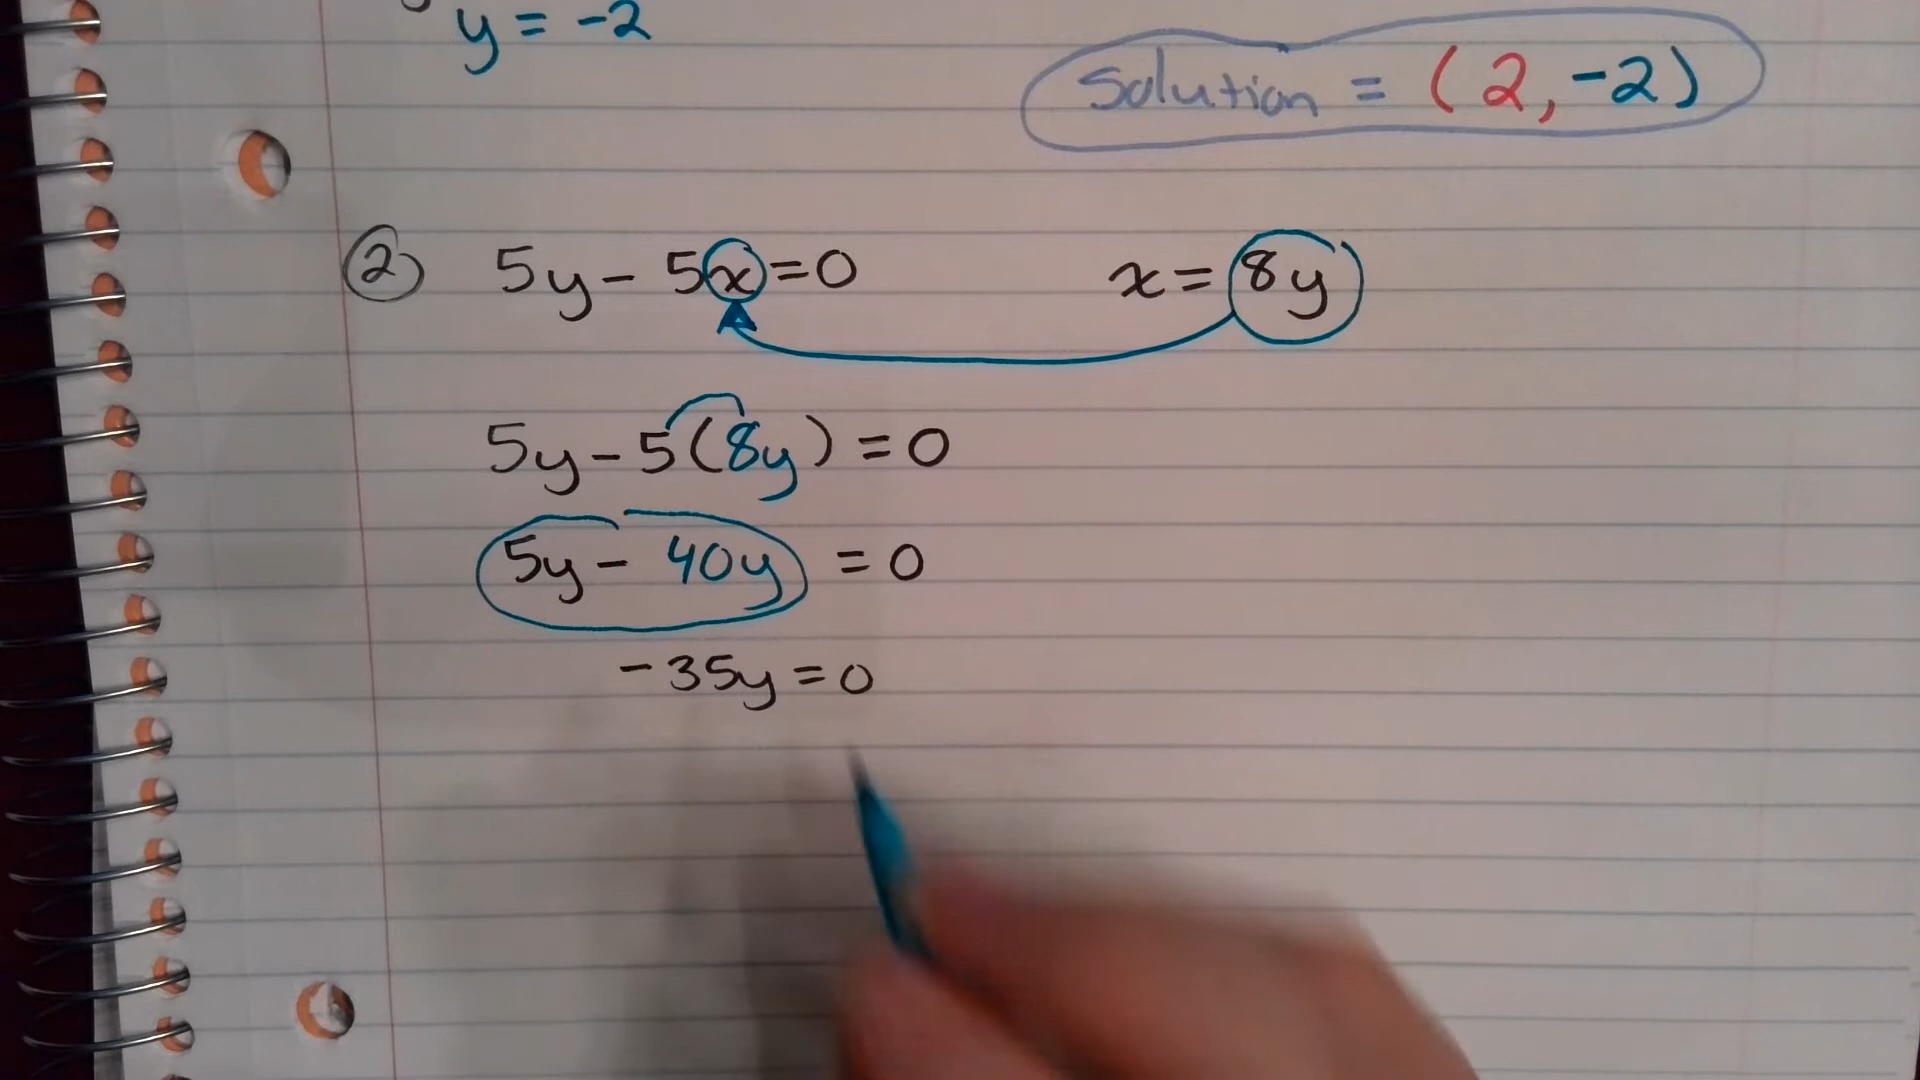 y = -2
Solution = (2, -2)
2 5y - 5x = 0 x = 8y
5y - 5(8y) = 0
5y - 40y = 0
-35y = 0